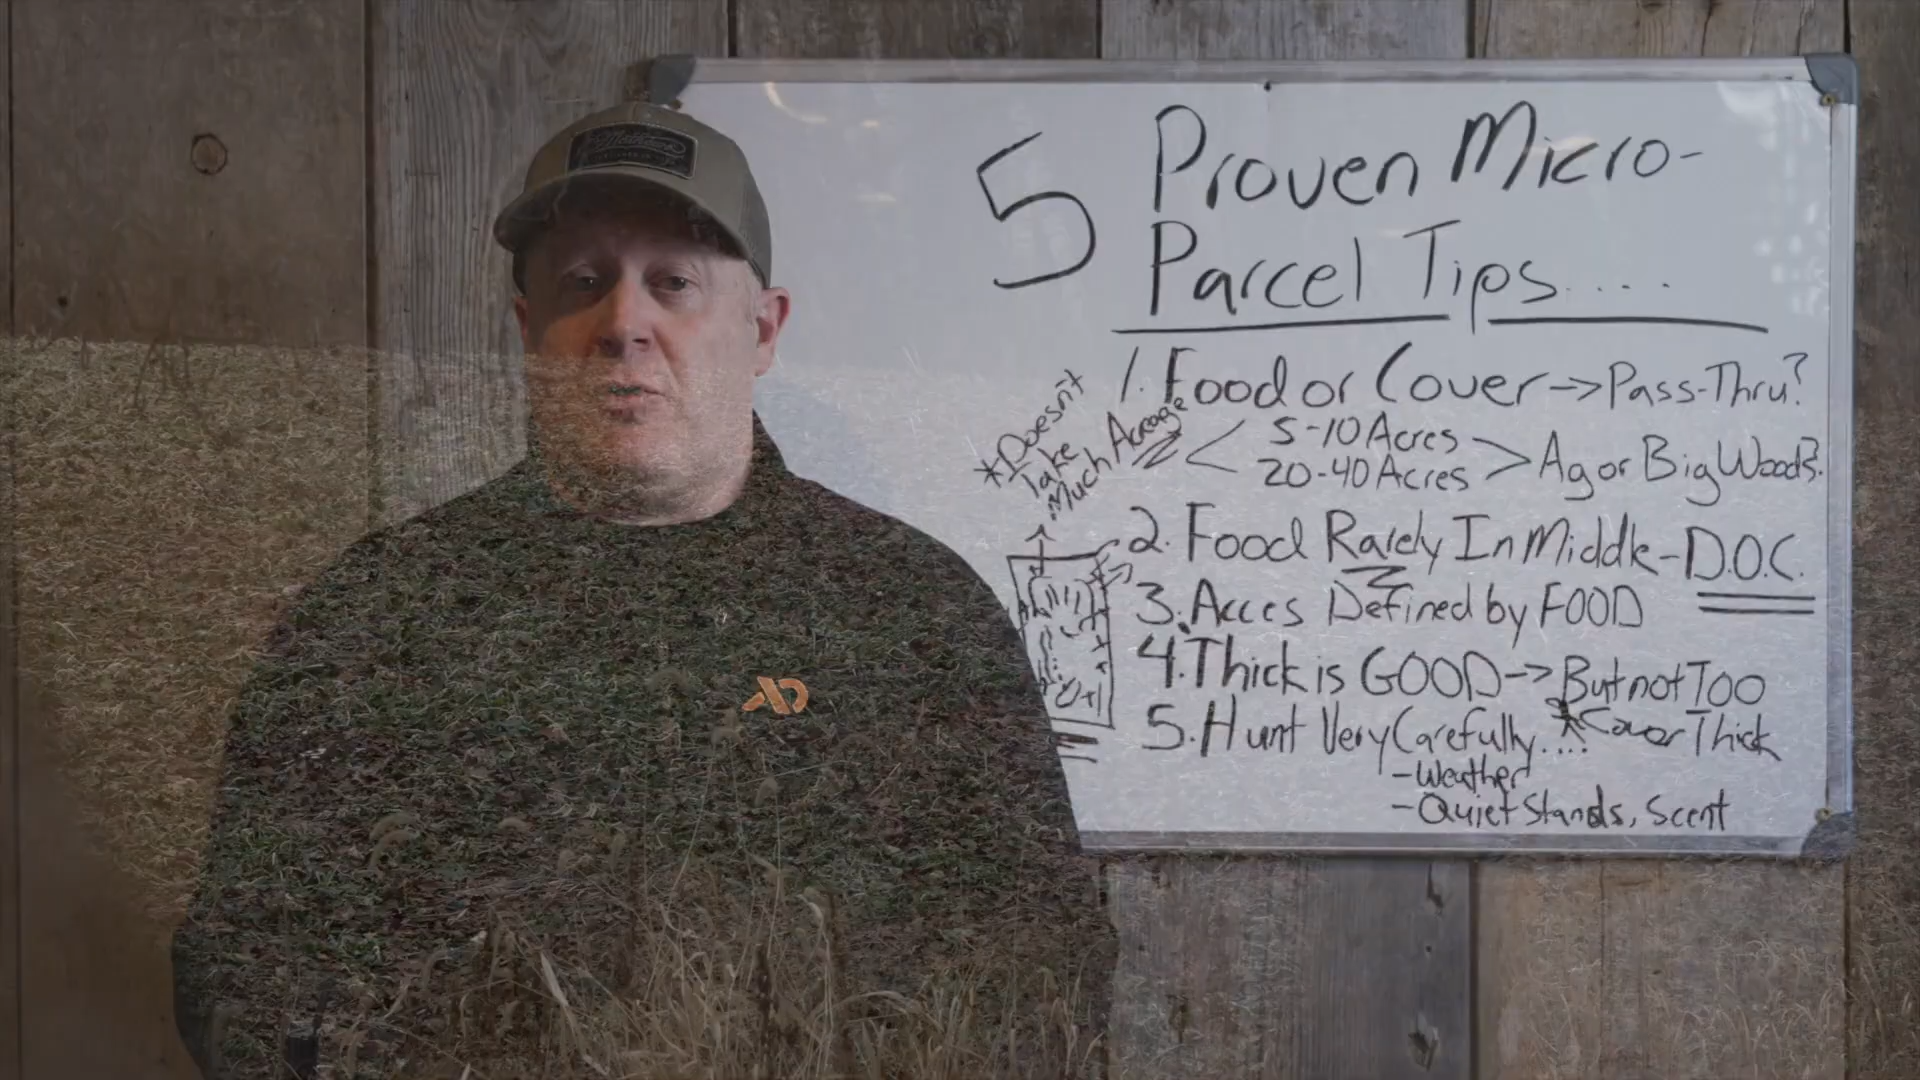 5 Proven Micro-
Parcel Tips....
1. Food or Cover -> Pass-Thru?
*Doesn't
Take
Much Acreage
< 5-10 Acres
20-40 Acres > Ag or Big Woods?
2. Food Rarely In Middle - D.O.C.
3. Acces Defined by FOOD
4. Thick is GOOD -> But not Too
5. Hunt Very Carefully.... *Cover Thick
- Weather
- Quiet Stands, Scent